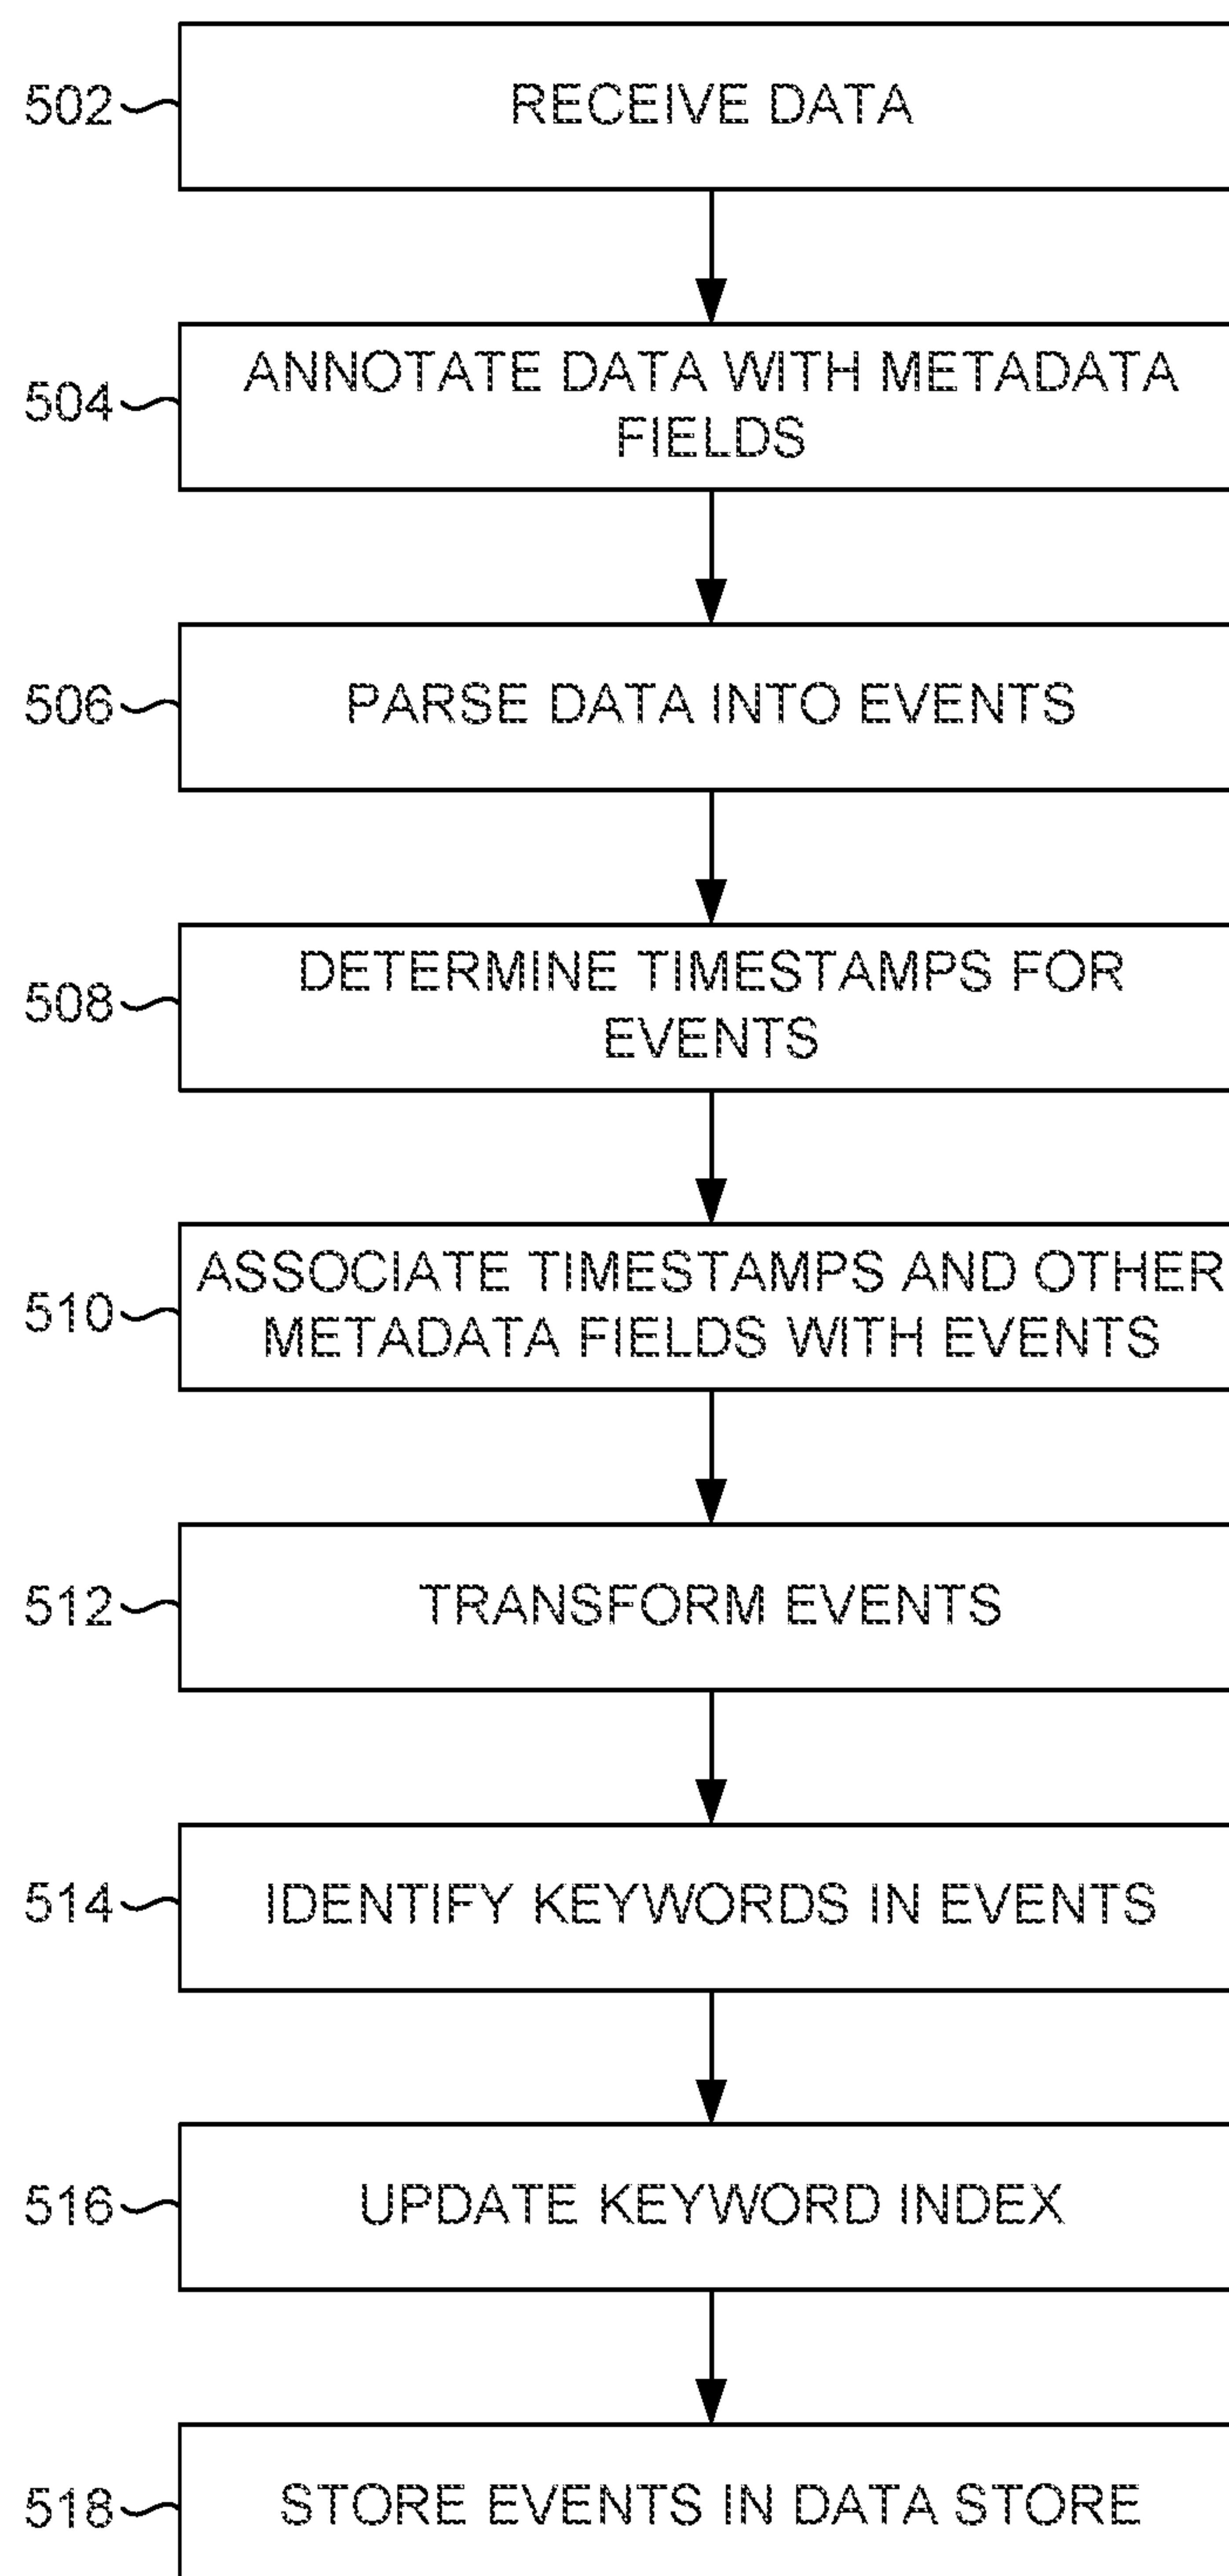 502
RECEIVE DATA
504
ANNOTATE DATA WITH METADATA
FIELDS
506
PARSE DATA INTO EVENTS
508
DETERMINE TIMESTAMPS FOR
EVENTS
510
ASSOCIATE TIMESTAMPS AND OTHER
METADATA FIELDS WITH EVENTS
512
TRANSFORM EVENTS
514
IDENTIFY KEYWORDS IN EVENTS
516
UPDATE KEYWORD INDEX
518
STORE EVENTS IN DATA STORE